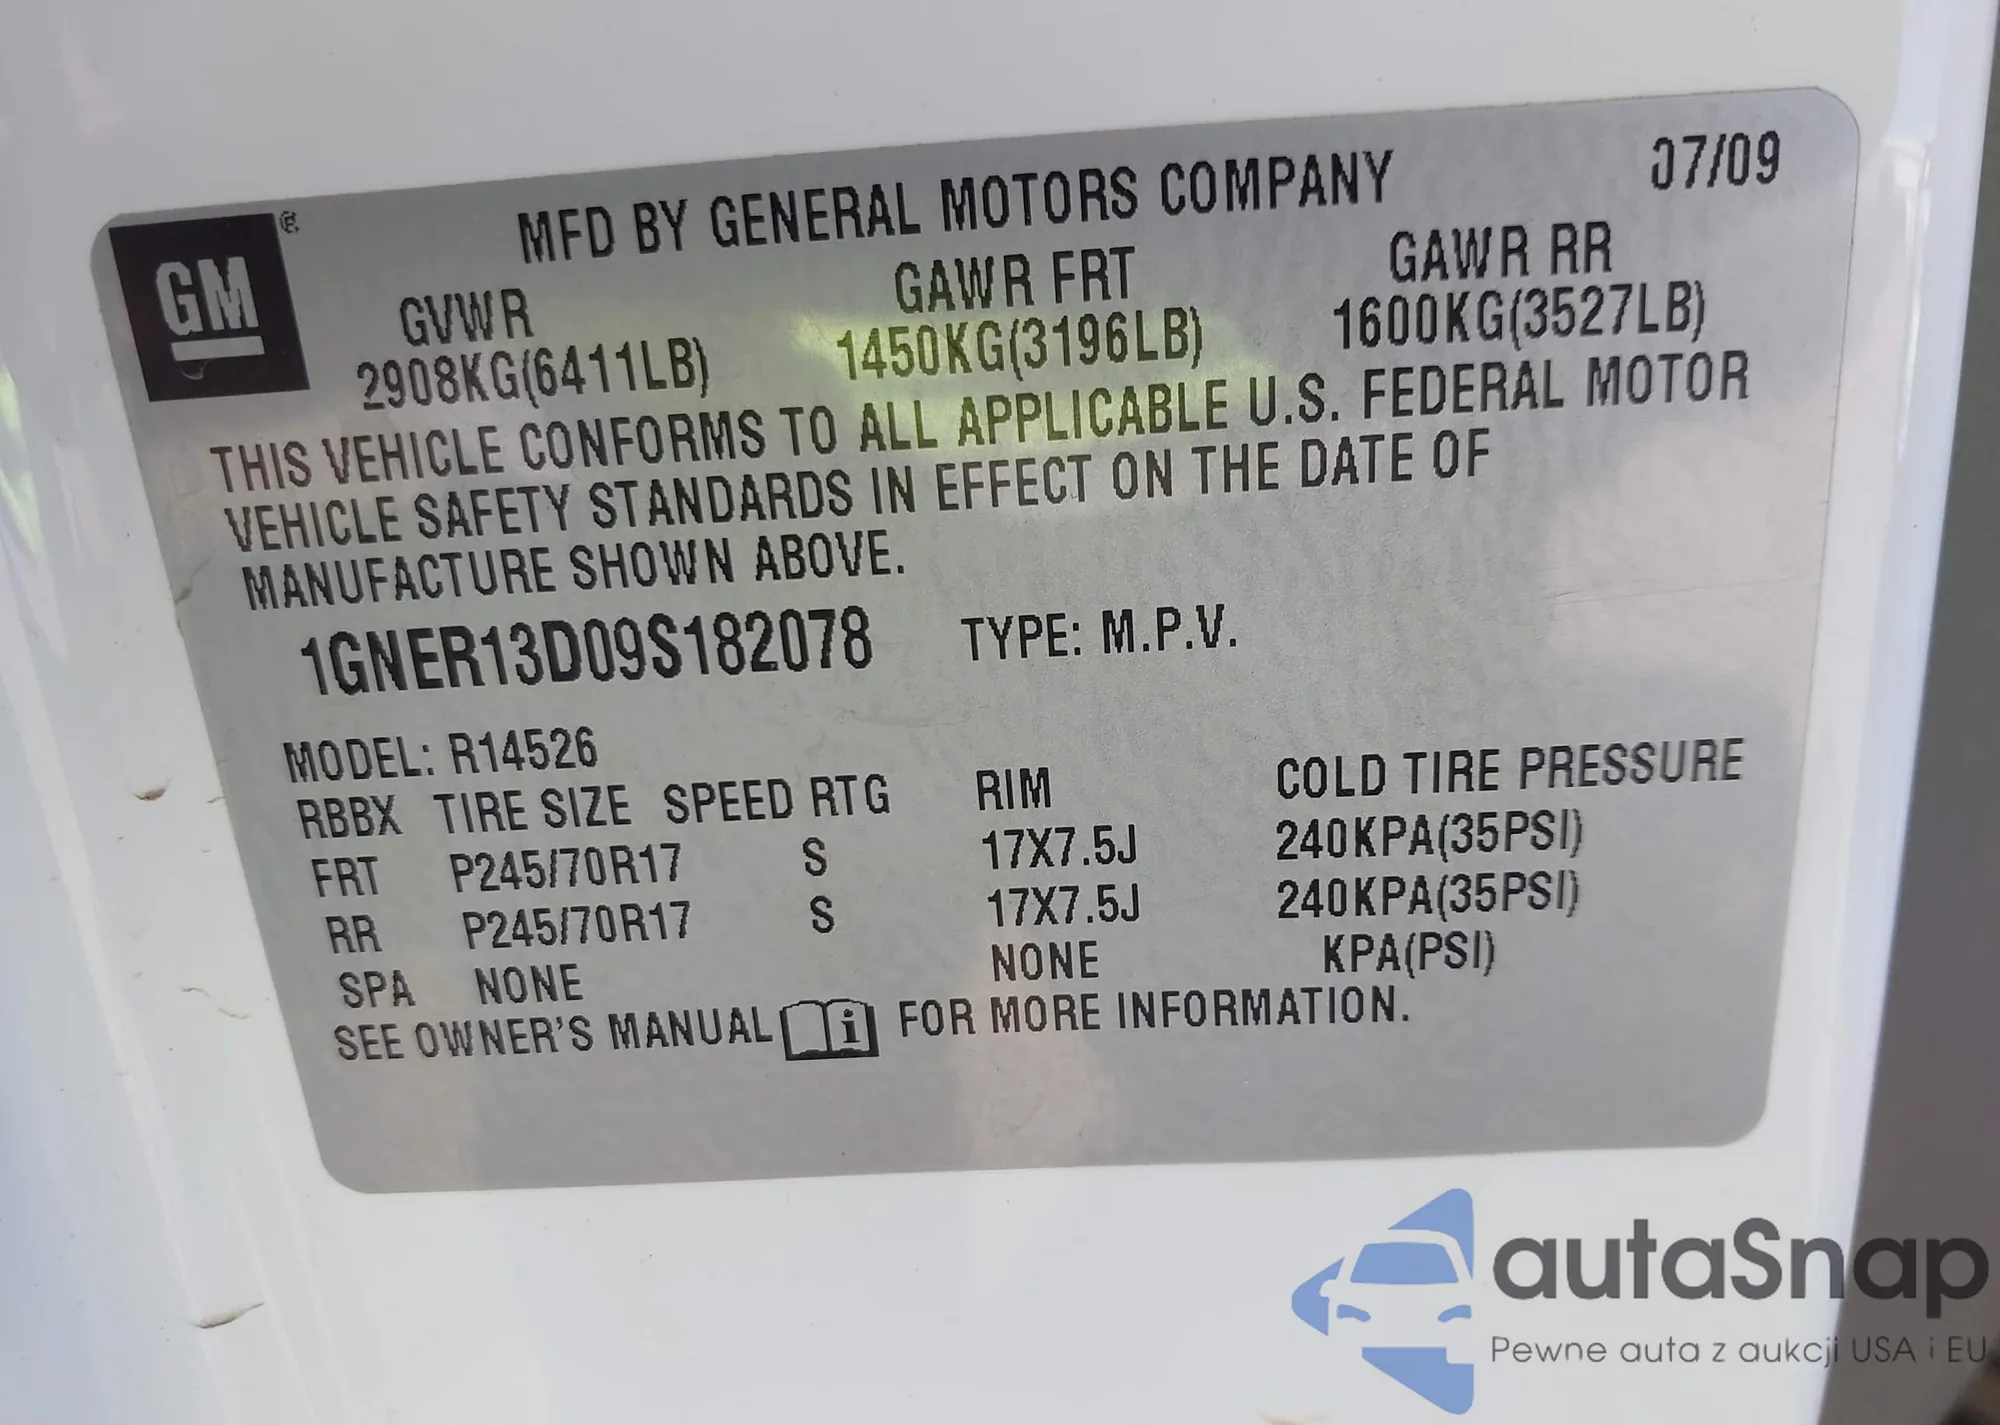 GM ®
MFD BY GENERAL MOTORS COMPANY 07/09
GVWR GAWR FRT GAWR RR
2908KG(6411LB) 1450KG(3196LB) 1600KG(3527LB)
THIS VEHICLE CONFORMS TO ALL APPLICABLE U.S. FEDERAL MOTOR
VEHICLE SAFETY STANDARDS IN EFFECT ON THE DATE OF
MANUFACTURE SHOWN ABOVE.
1GNER13D09S182078 TYPE: M.P.V.
MODEL: R14526
RBBX TIRE SIZE SPEED RTG RIM COLD TIRE PRESSURE
FRT P245/70R17 S 17X7.5J 240KPA(35PSI)
RR P245/70R17 S 17X7.5J 240KPA(35PSI)
SPA NONE NONE KPA(PSI)
SEE OWNER'S MANUAL i FOR MORE INFORMATION.
autaSnap
Pewne auta z aukcji USA i EU